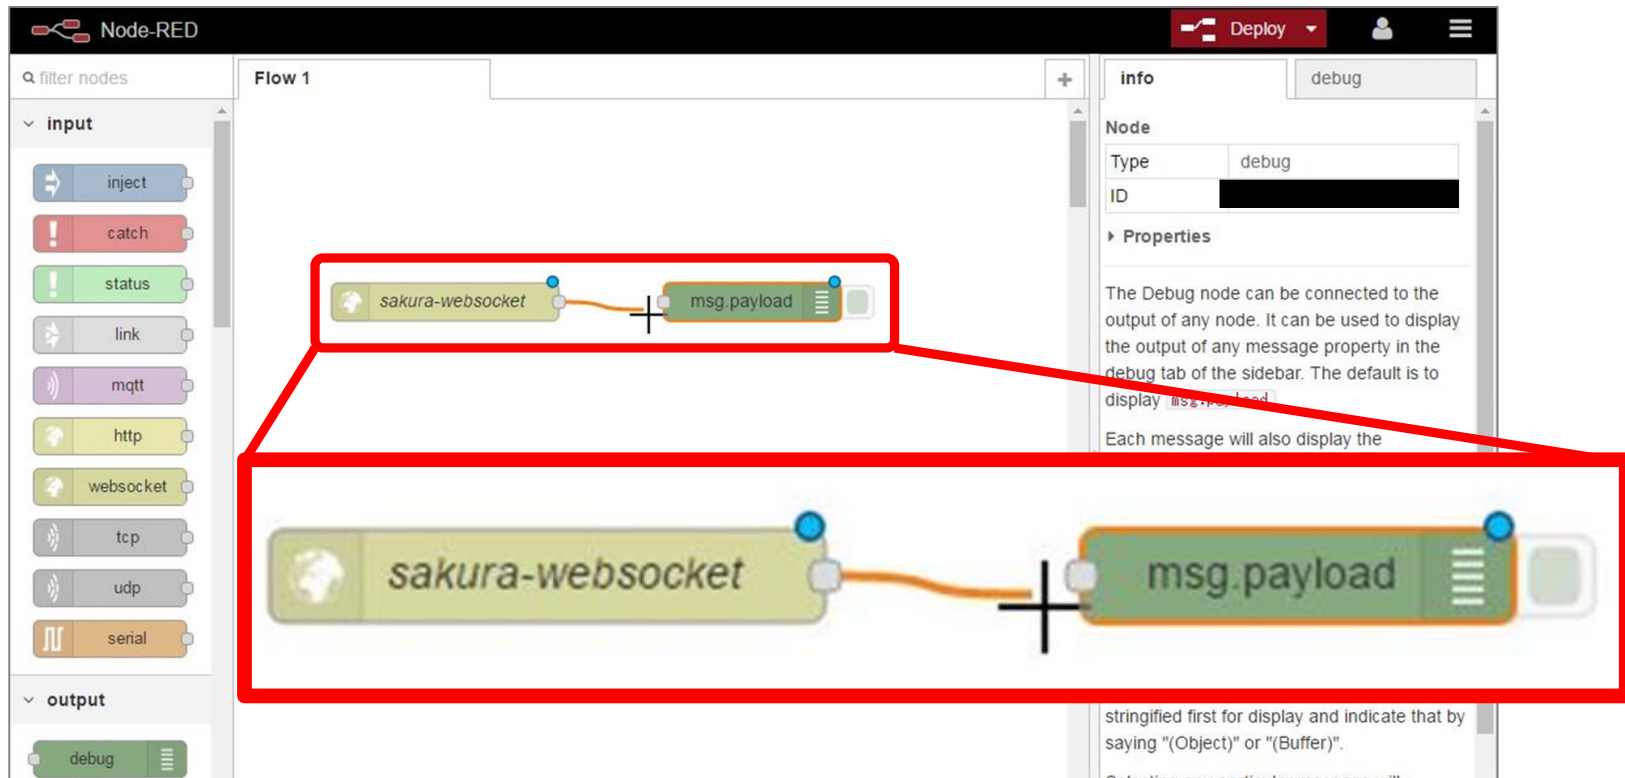 Node-RED
Deploy
filter nodes
Flow 1
+
info
debug
input
inject
catch
status
link
mqtt
http
websocket
tcp
udp
serial
output
debug
sakura-websocket
msg.payload
Node
Type
debug
ID
Properties
The Debug node can be connected to the
output of any node. It can be used to display
the output of any message property in the
debug tab of the sidebar. The default is to
display msg.payload
Each message will also display the
sakura-websocket
msg.payload
stringified first for display and indicate that by
saying "(Object)" or "(Buffer)".